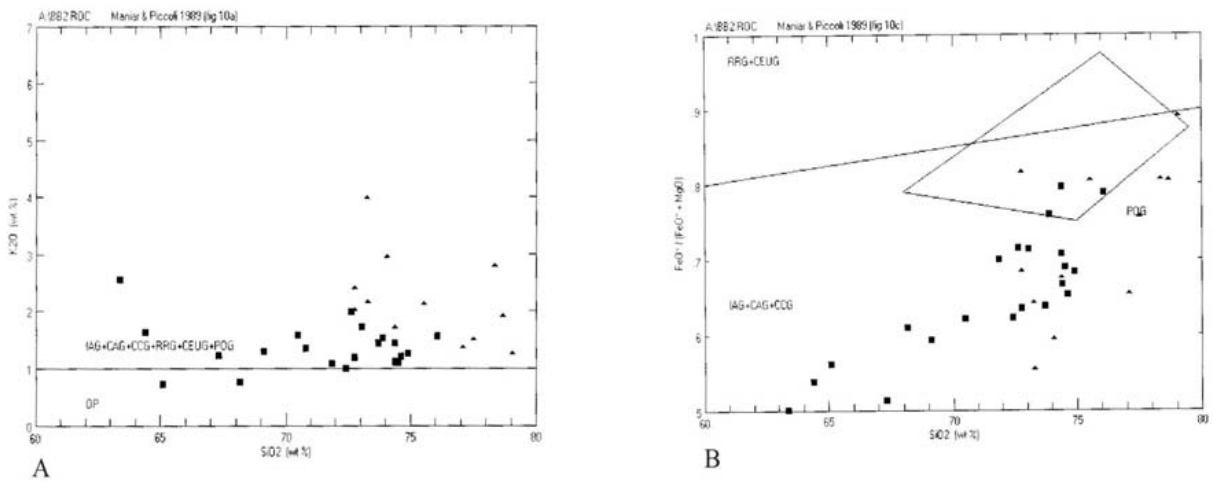 A:\BB2.ROC Maniar & Piccoli 1989 (fig 10a)
7
6
5
4
3
2
1
0
K2O (wt %)
IAG+CAG+CCG+RRG+CEUG+POG
OP
60 65 70 75 80
SiO2 (wt %)
A
A:\BB2.ROC Maniar & Piccoli 1989 (fig 10c)
1
.9
.8
.7
.6
.5
FeO* / (FeO* + MgO)
RRG+CEUG
POG
IAG+CAG+CCG
60 65 70 75 80
SiO2 (wt %)
B